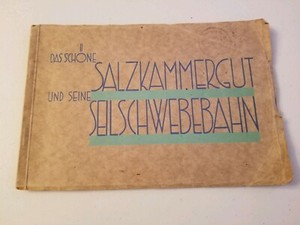 DAS SCHÖNE
SALZKAMMERGUT
UND SEINE
SEILSCHWEBEBAHN